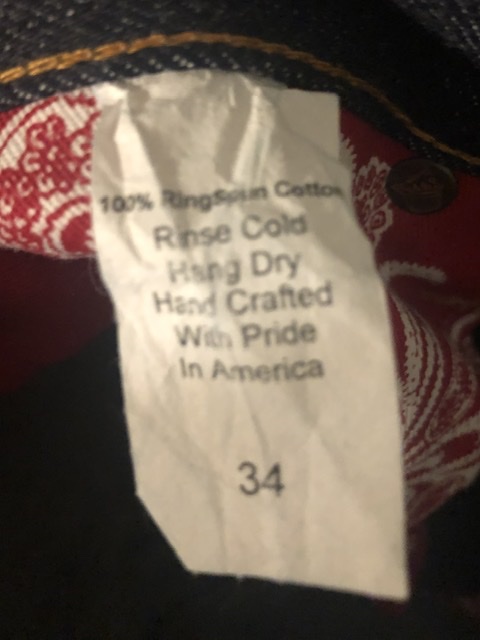 100% RingSpun Cotton
Rinse Cold
Hang Dry
Hand Crafted
With Pride
In America
34